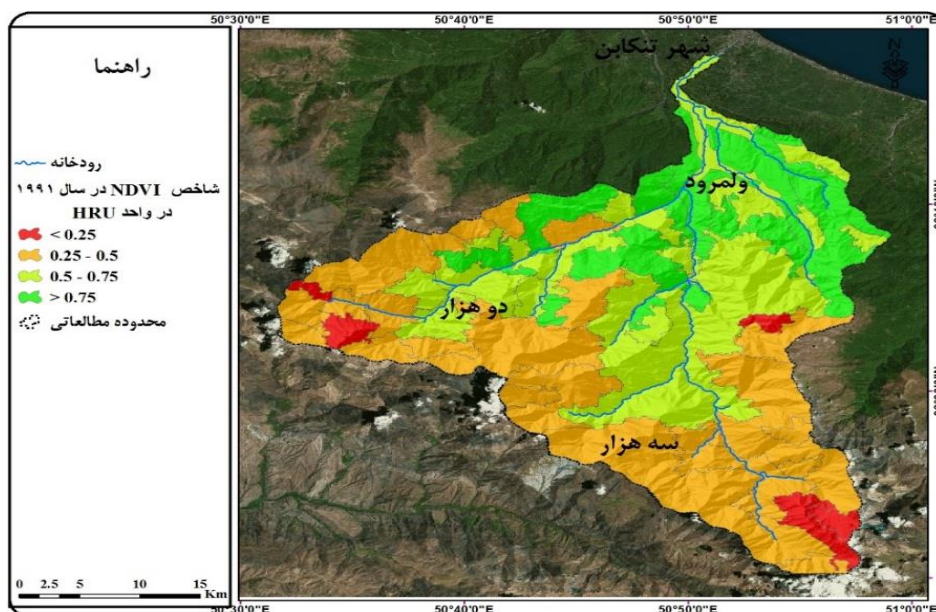 50°30'0"E
50°40'0"E
50°50'0"E
51°0'0"E
راهنما
رودخانه
شاخص NDVI در سال ۱۹۹۱
در واحد HRU
< 0.25
0.25 - 0.5
0.5 - 0.75
> 0.75
محدوده مطالعاتی
شهر تنکابن
ولمرود
دو هزار
سه هزار
0 2.5 5 10 15
Km
50°30'0"E
50°40'0"E
50°50'0"E
51°0'0"E